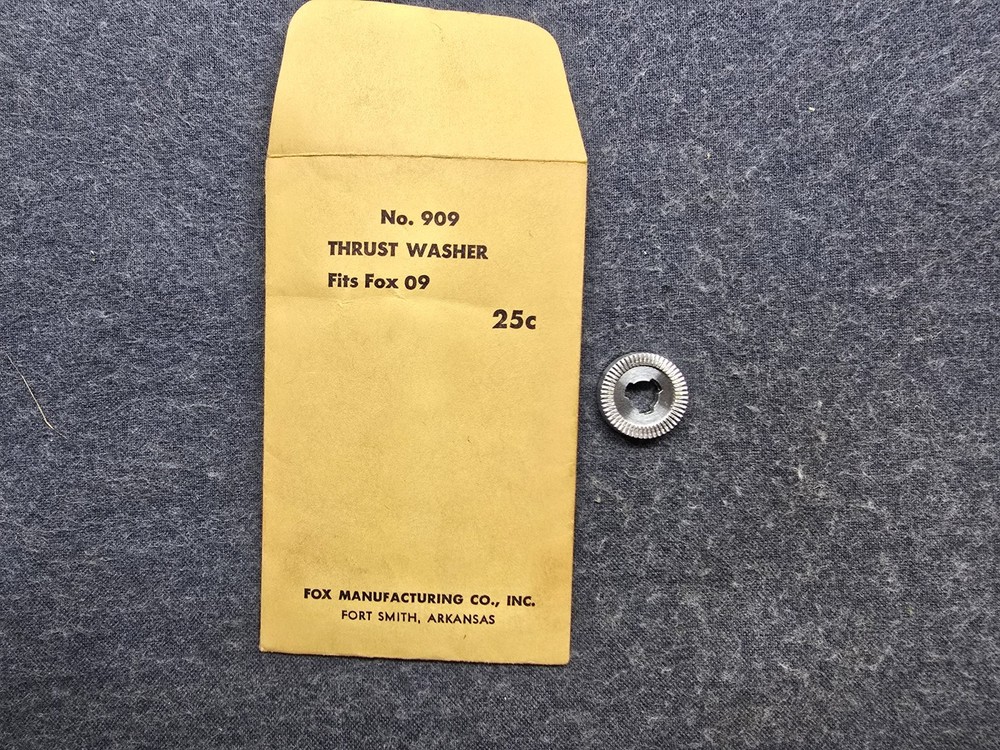 No. 909
THRUST WASHER
Fits Fox 09
25c
FOX MANUFACTURING CO., INC.
FORT SMITH, ARKANSAS